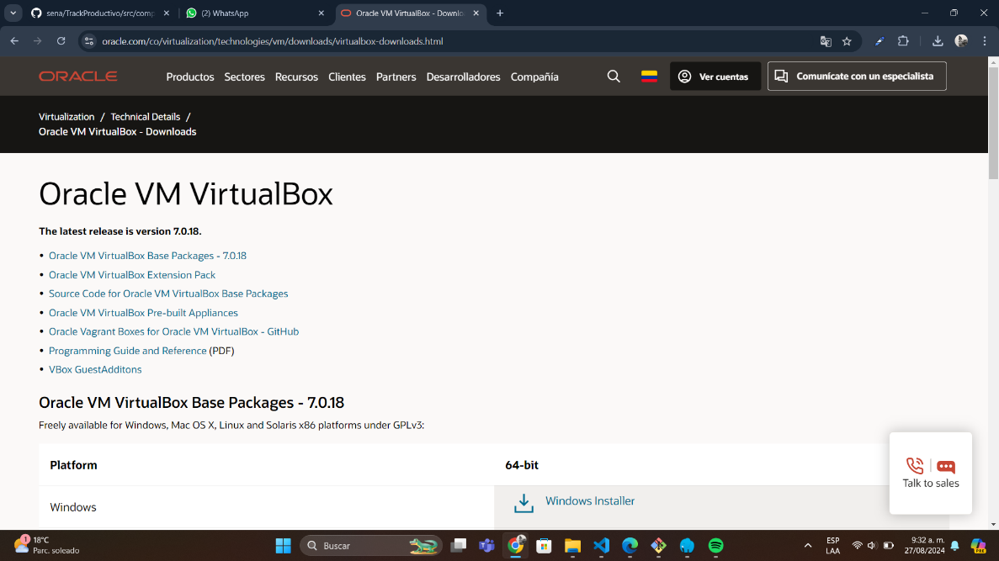 sena/TrackProductivo/src/comp
(2) WhatsApp
Oracle VM VirtualBox - Downlo
oracle.com/co/virtualization/technologies/vm/downloads/virtualbox-downloads.html
ORACLE
Productos Sectores Recursos Clientes Partners Desarrolladores Compañía
Ver cuentas
Comunícate con un especialista
Virtualization / Technical Details /
Oracle VM VirtualBox - Downloads
Oracle VM VirtualBox
The latest release is version 7.0.18.
• Oracle VM VirtualBox Base Packages - 7.0.18
• Oracle VM VirtualBox Extension Pack
• Source Code for Oracle VM VirtualBox Base Packages
• Oracle VM VirtualBox Pre-built Appliances
• Oracle Vagrant Boxes for Oracle VM VirtualBox - GitHub
• Programming Guide and Reference (PDF)
• VBox GuestAdditons
Oracle VM VirtualBox Base Packages - 7.0.18
Freely available for Windows, Mac OS X, Linux and Solaris x86 platforms under GPLv3:
Platform 64-bit
Windows
Windows Installer
Talk to sales
1
18°C
Parc. soleado
Buscar
ESP
LAA
9:32 a. m.
27/08/2024
PRE